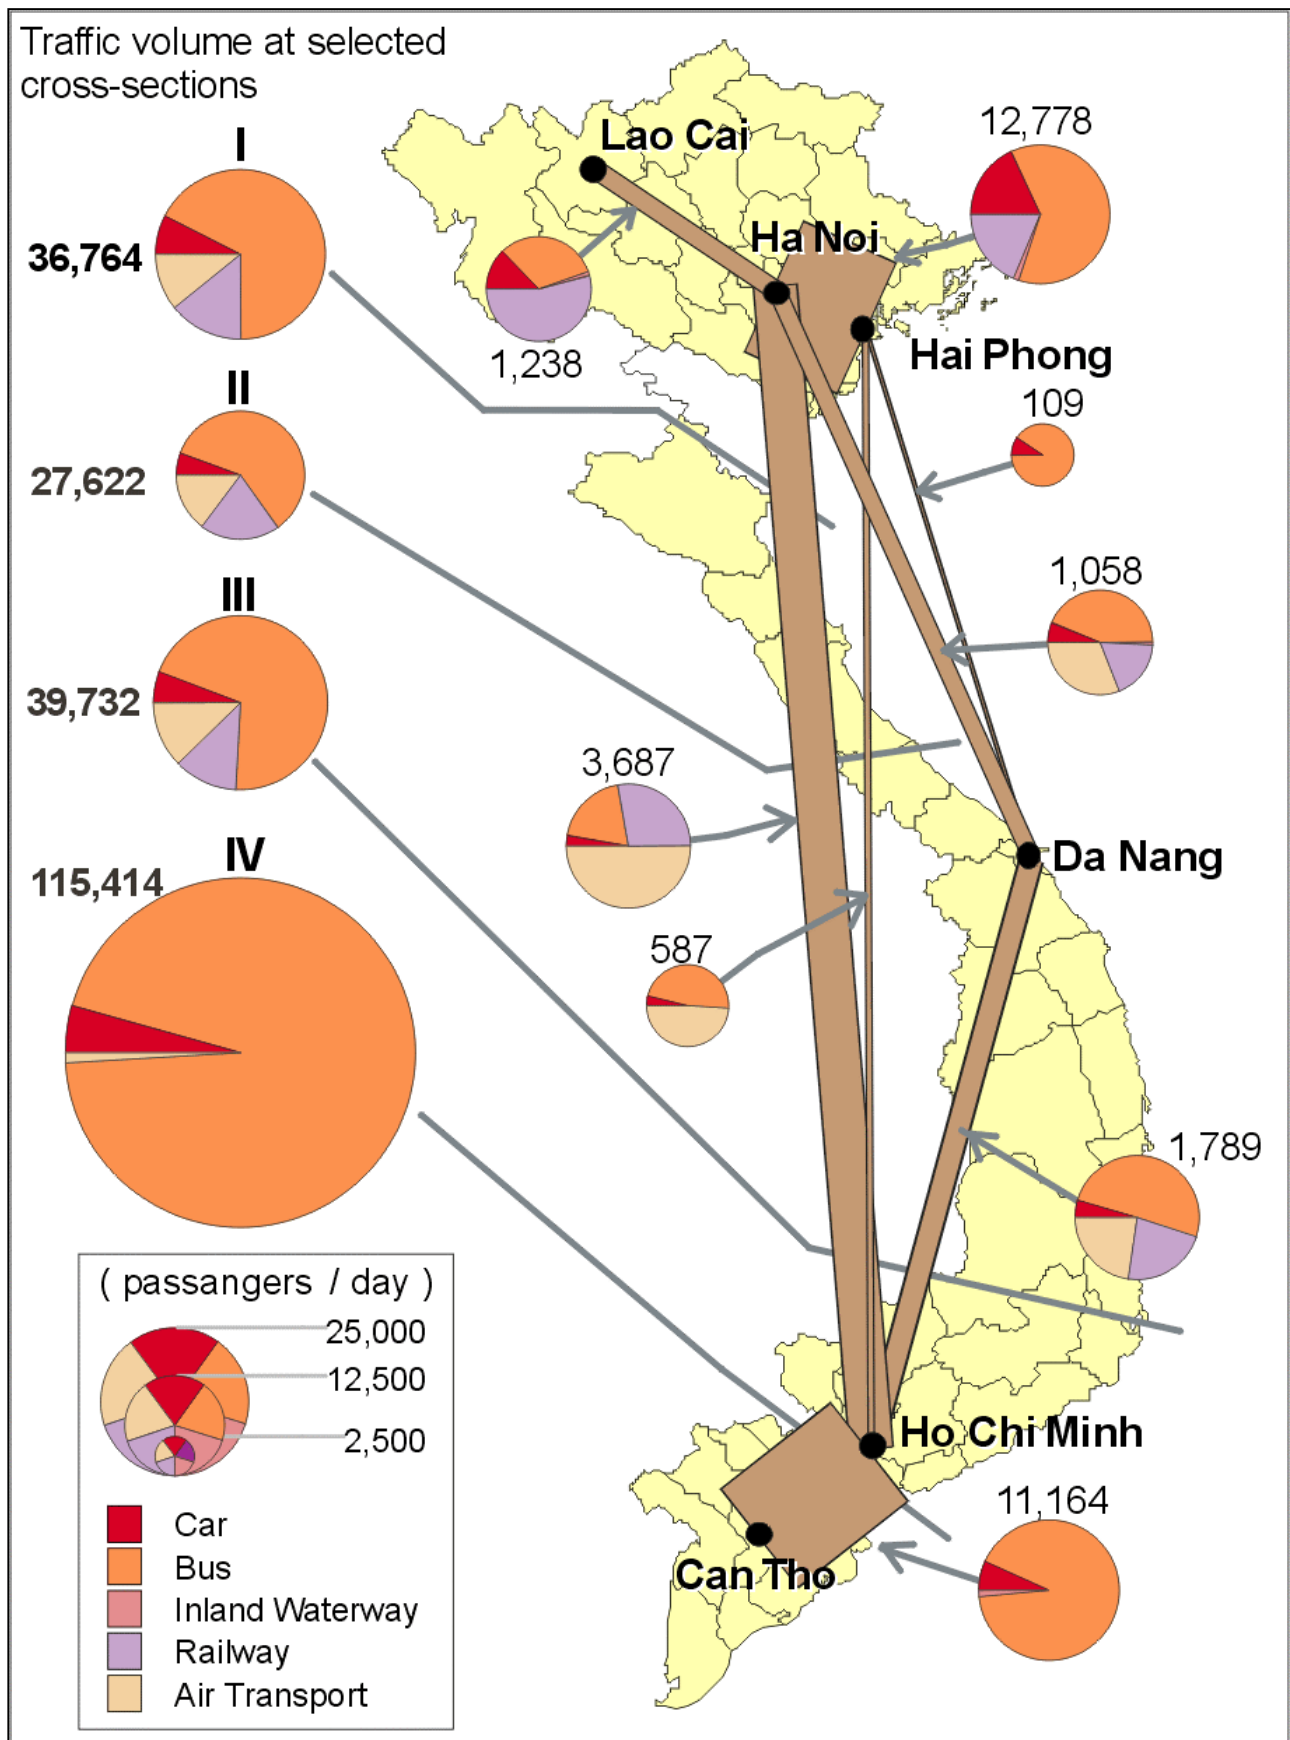 Traffic volume at selected
cross-sections
I
36,764
II
27,622
III
39,732
IV
115,414
Lao Cai
12,778
Ha Noi
1,238
Hai Phong
109
1,058
3,687
Da Nang
587
1,789
Ho Chi Minh
11,164
Can Tho
( passangers / day )
25,000
12,500
2,500
Car
Bus
Inland Waterway
Railway
Air Transport